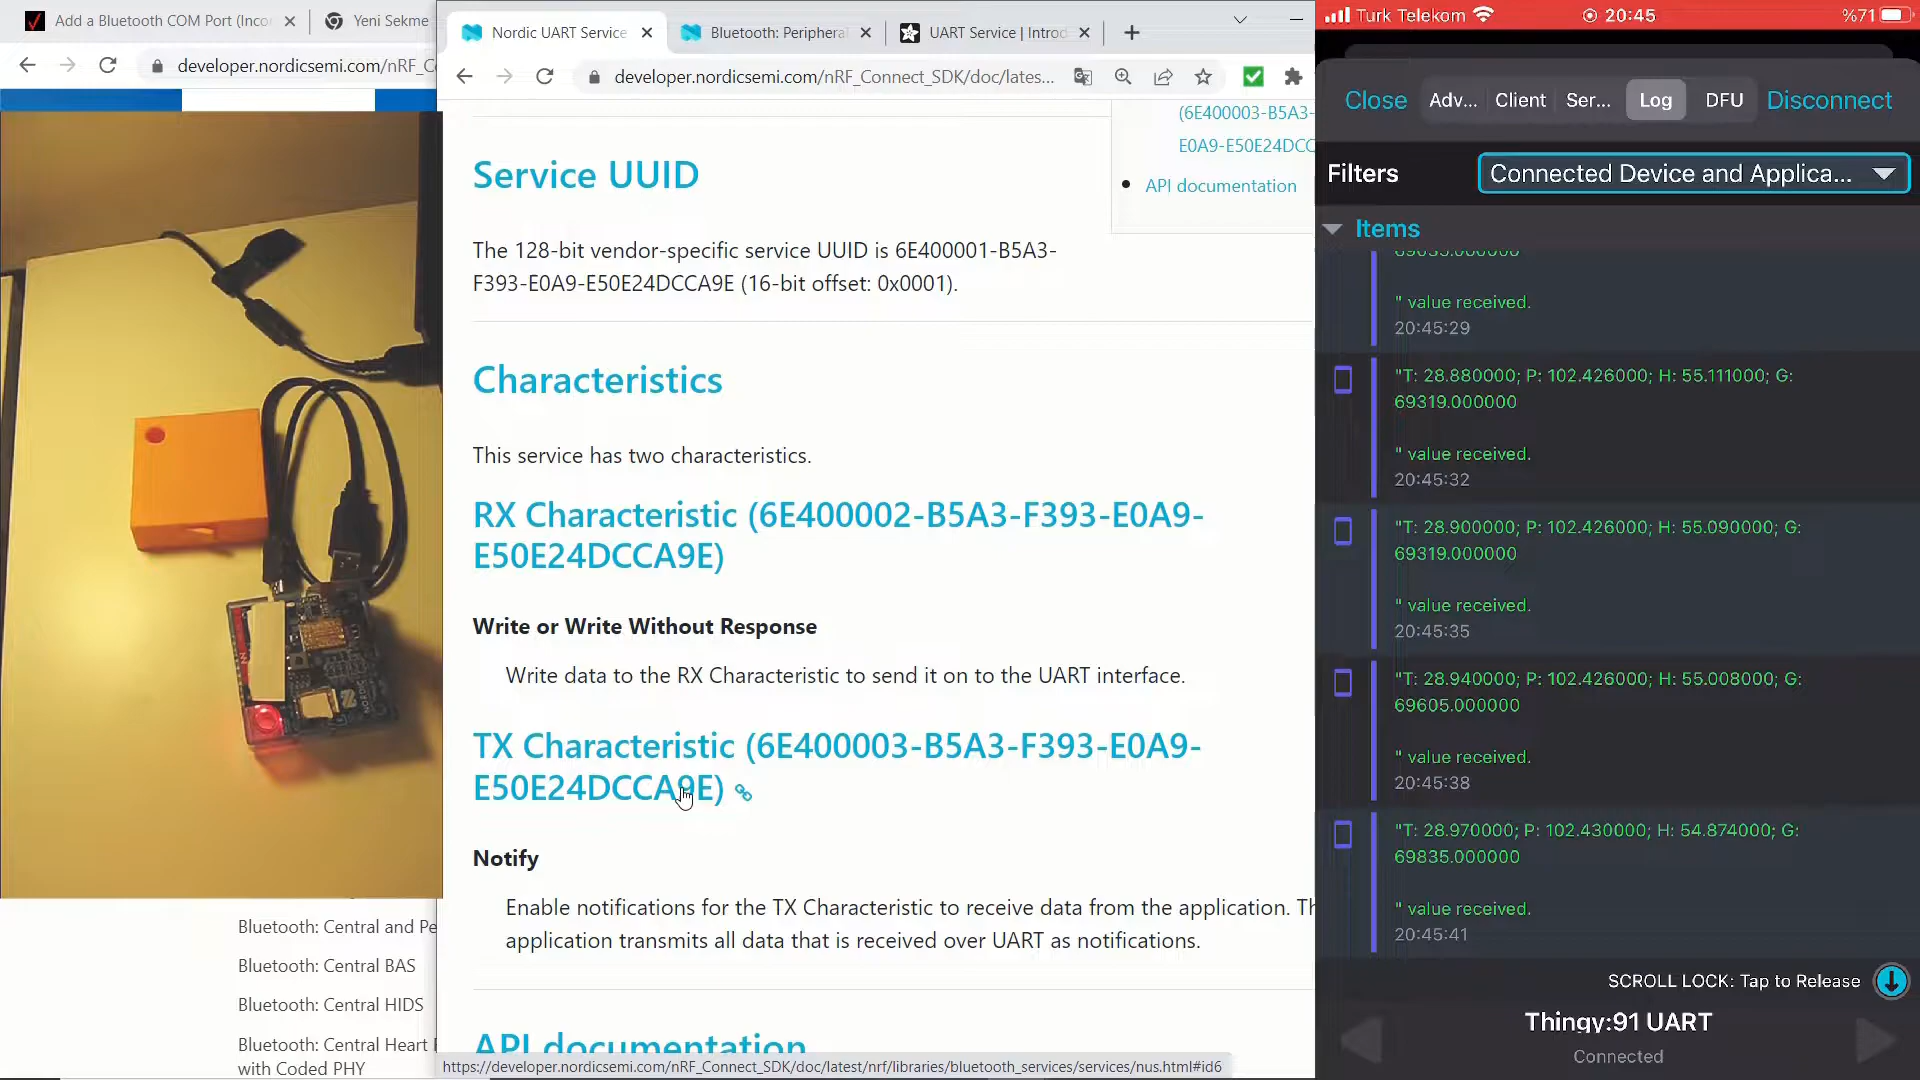 Add a Bluetooth COM Port (Inco
Yeni Sekme
developer.nordicsemi.com/nRF_C
Bluetooth: Central and Pe
Bluetooth: Central BAS
Bluetooth: Central HIDS
Bluetooth: Central Heart
with Coded PHY
Nordic UART Service
Bluetooth: Periphera
UART Service | Introd
developer.nordicsemi.com/nRF_Connect_SDK/doc/lates...
(6E400003-B5A3-
E0A9-E50E24DCC
API documentation
Service UUID
The 128-bit vendor-specific service UUID is 6E400001-B5A3-
F393-E0A9-E50E24DCCA9E (16-bit offset: 0x0001).
Characteristics
This service has two characteristics.
RX Characteristic (6E400002-B5A3-F393-E0A9-
E50E24DCCA9E)
Write or Write Without Response
Write data to the RX Characteristic to send it on to the UART interface.
TX Characteristic (6E400003-B5A3-F393-E0A9-
E50E24DCCA9E)
Notify
Enable notifications for the TX Characteristic to receive data from the application. Th
application transmits all data that is received over UART as notifications.
API documentation
https://developer.nordicsemi.com/nRF_Connect_SDK/doc/latest/nrf/libraries/bluetooth_services/services/nus.html#id6
Turk Telekom
20:45
%71
Close
Adv...
Client
Ser...
Log
DFU
Disconnect
Filters
Connected Device and Applica...
Items
" value received.
20:45:29
"T: 28.880000; P: 102.426000; H: 55.111000; G:
69319.000000
" value received.
20:45:32
"T: 28.900000; P: 102.426000; H: 55.090000; G:
69319.000000
" value received.
20:45:35
"T: 28.940000; P: 102.426000; H: 55.008000; G:
69605.000000
" value received.
20:45:38
"T: 28.970000; P: 102.430000; H: 54.874000; G:
69835.000000
" value received.
20:45:41
SCROLL LOCK: Tap to Release
Thingy:91 UART
Connected